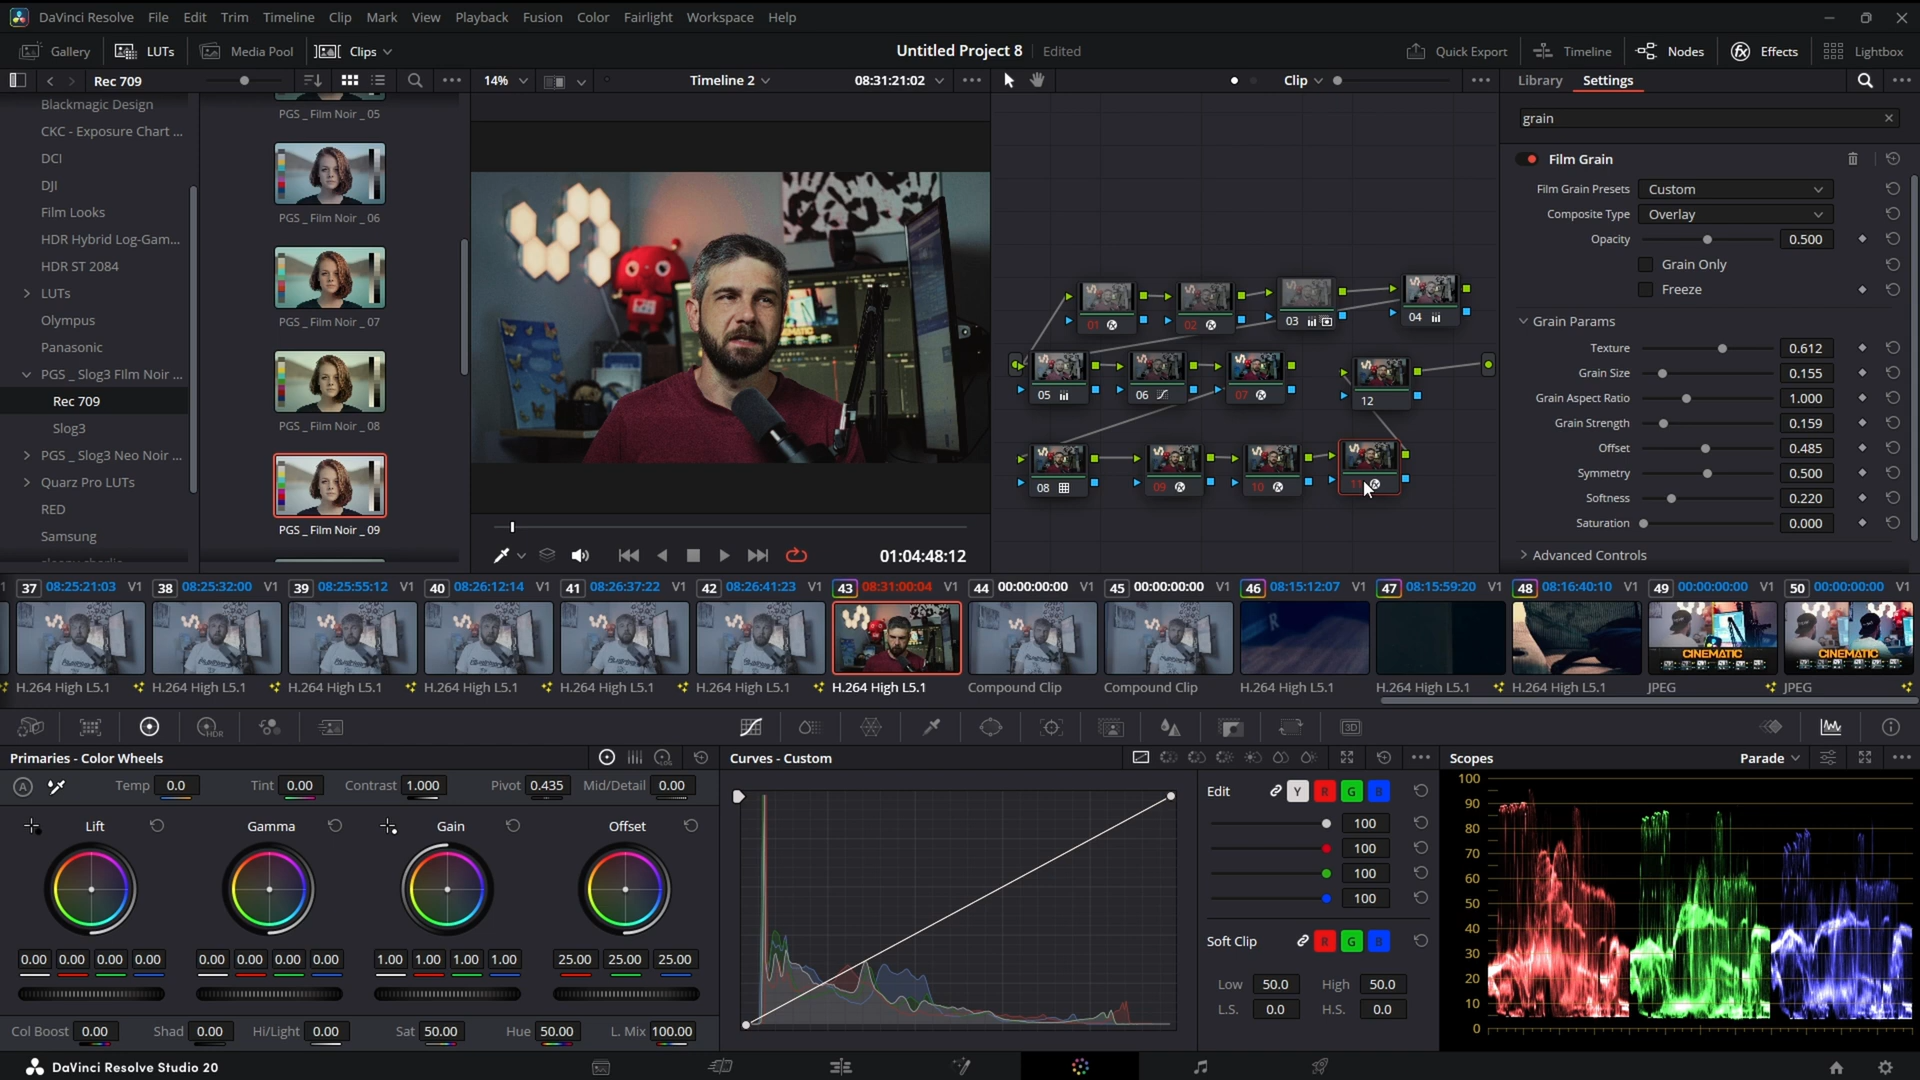 DaVinci Resolve File Edit Trim Timeline Clip Mark View Playback Fusion Color Fairlight Workspace Help
Gallery LUTs Media Pool Clips Untitled Project 8 Edited Quick Export Timeline Nodes Effects Lightbox
Rec 709 14% Timeline 2 08:31:21:02 Clip Library Settings
grain
Blackmagic Design
CKC - Exposure Chart ...
DCI
DJI
Film Looks
HDR Hybrid Log-Gam...
HDR ST 2084
LUTs
Olympus
Panasonic
PGS _ Slog3 FIlm Noir ...
Rec 709
Slog3
PGS _ Slog3 Neo Noir ...
Quarz Pro LUTs
RED
Samsung
PGS _ Film Noir _ 05
PGS _ Film Noir _ 06
PGS _ Film Noir _ 07
PGS _ Film Noir _ 08
PGS _ Film Noir _ 09
01:04:48:12
01 02 03 04
05 06 07 12
08 09 10 11
Film Grain
Film Grain Presets Custom
Composite Type Overlay
Opacity 0.500
Grain Only
Freeze
Grain Params
Texture 0.612
Grain Size 0.155
Grain Aspect Ratio 1.000
Grain Strength 0.159
Offset 0.485
Symmetry 0.500
Softness 0.220
Saturation 0.000
Advanced Controls
37 08:25:21:03 V1 38 08:25:32:00 V1 39 08:25:55:12 V1 40 08:26:12:14 V1 41 08:26:37:22 V1 42 08:26:41:23 V1 43 08:31:00:04 V1 44 00:00:00:00 V1 45 00:00:00:00 V1 46 08:15:12:07 V1 47 08:15:59:20 V1 48 08:16:40:10 V1 49 00:00:00:00 V1 50 00:00:00:00 V1
CINEMATIC CINEMATIC
H.264 High L5.1 H.264 High L5.1 H.264 High L5.1 H.264 High L5.1 H.264 High L5.1 H.264 High L5.1 H.264 High L5.1 Compound Clip Compound Clip H.264 High L5.1 H.264 High L5.1 H.264 High L5.1 JPEG JPEG
HDR 3D
Primaries - Color Wheels
Temp 0.0 Tint 0.00 Contrast 1.000 Pivot 0.435 Mid/Detail 0.00
Lift Gamma Gain Offset
0.00 0.00 0.00 0.00 0.00 0.00 0.00 0.00 1.00 1.00 1.00 1.00 25.00 25.00 25.00
Col Boost 0.00 Shad 0.00 Hi/Light 0.00 Sat 50.00 Hue 50.00 L. Mix 100.00
Curves - Custom
Edit Y R G B
100
100
100
100
Soft Clip R G B
Low 50.0 High 50.0
L.S. 0.0 H.S. 0.0
Scopes Parade
100
90
80
70
60
50
40
30
20
10
0
DaVinci Resolve Studio 20